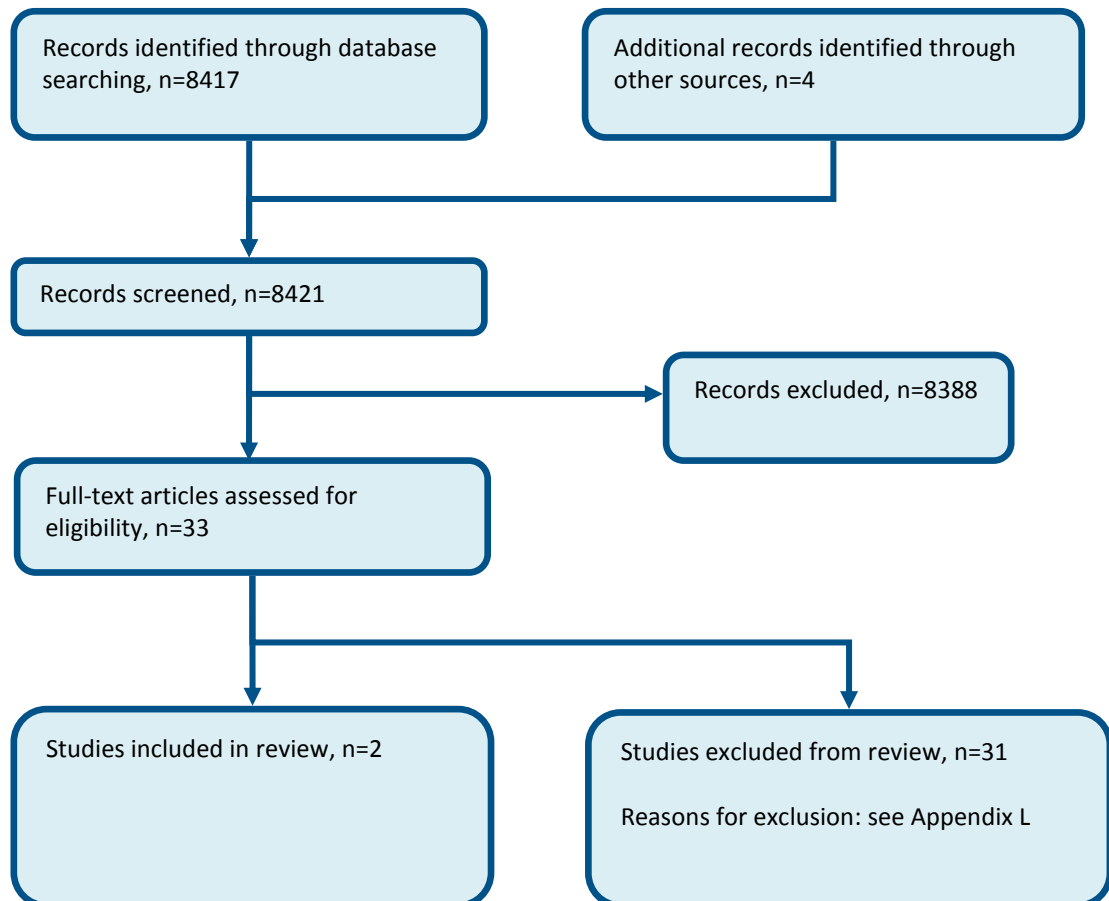 Records identified through database
searching, n=8417
Additional records identified through
other sources, n=4
Records screened, n=8421
Records excluded, n=8388
Full-text articles assessed for
eligibility, n=33
Studies included in review, n=2
Studies excluded from review, n=31
Reasons for exclusion: see Appendix L